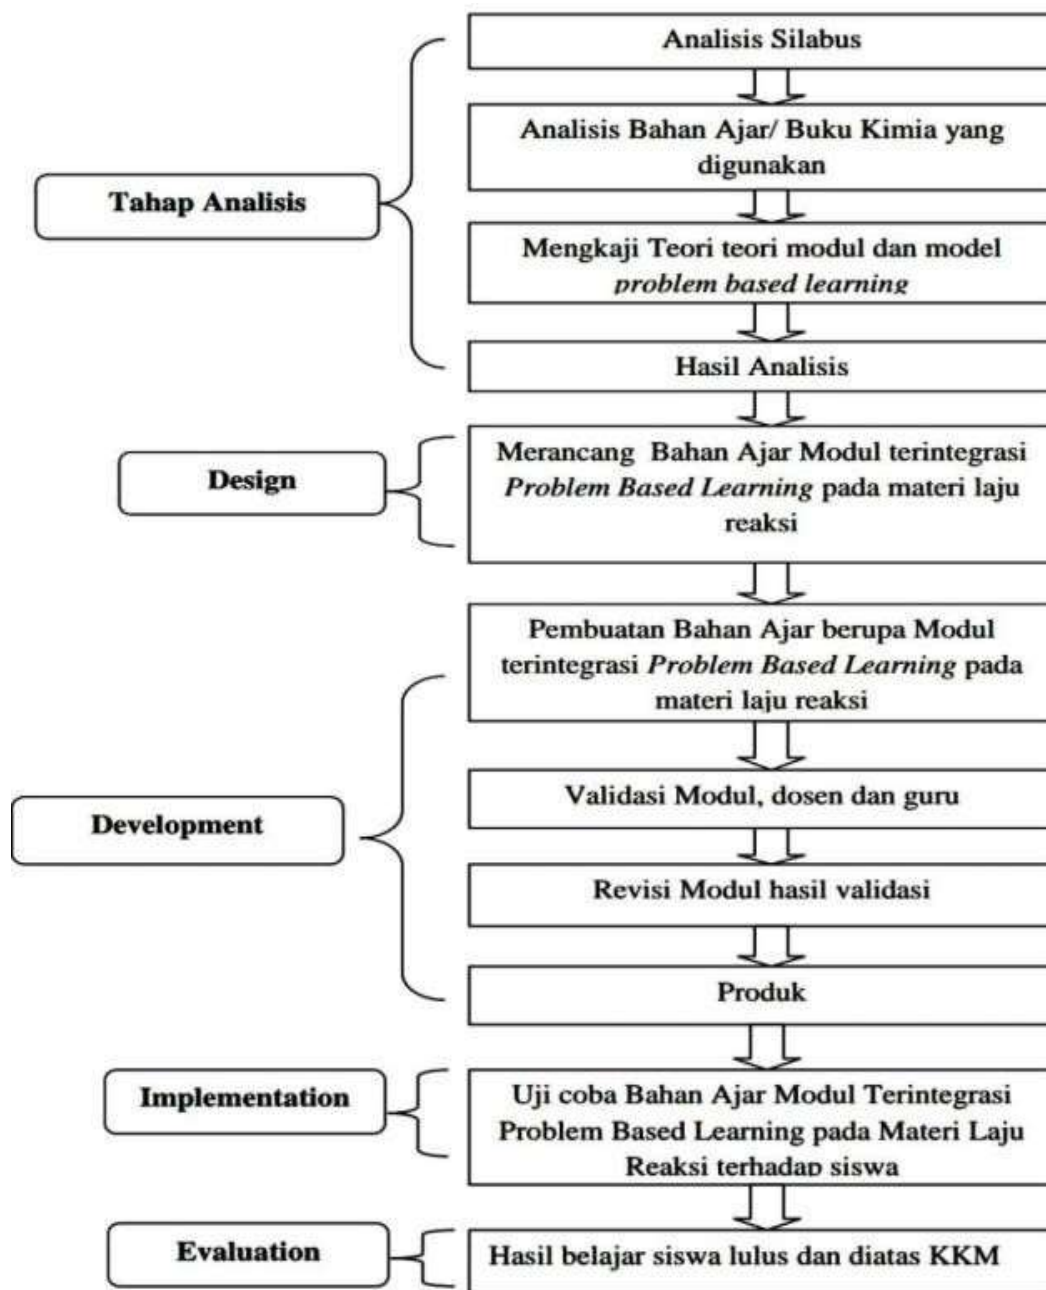 Analisis Silabus
Analisis Bahan Ajar/ Buku Kimia yang
digunakan
Tahap Analisis
Mengkaji Teori teori modul dan model
problem based learning
Hasil Analisis
Design
Merancang Bahan Ajar Modul terintegrasi
Problem Based Learning pada materi laju
reaksi
Pembuatan Bahan Ajar berupa Modul
terintegrasi Problem Based Learning pada
materi laju reaksi
Development
Validasi Modul, dosen dan guru
Revisi Modul hasil validasi
Produk
Implementation
Uji coba Bahan Ajar Modul Terintegrasi
Problem Based Learning pada Materi Laju
Reaksi terhadap siswa
Evaluation
Hasil belajar siswa lulus dan diatas KKM